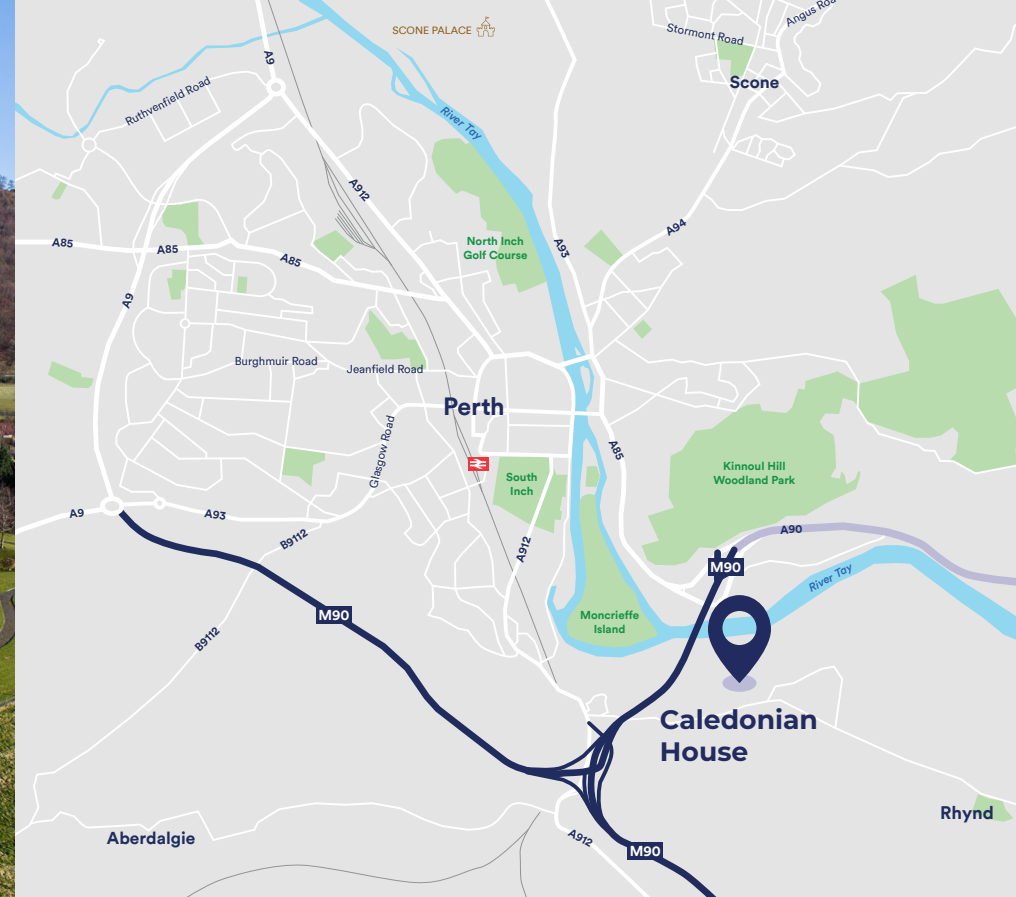 SCONE PALACE
Angus Roa
Stormont Road
A9
Scone
Ruthvenfield Road
River Tay
A912
A94
A85
A85
A85
North Inch
Golf Course
A93
A9
Burghmuir Road
Jeanfield Road
Perth
Glasgow Road
A85
Kinnoul Hill
Woodland Park
South
Inch
A9
A93
B9112
A912
A90
M90
River Tay
M90
Moncrieffe
Island
B9112
Caledonian
House
Rhynd
Aberdalgie
A912
M90